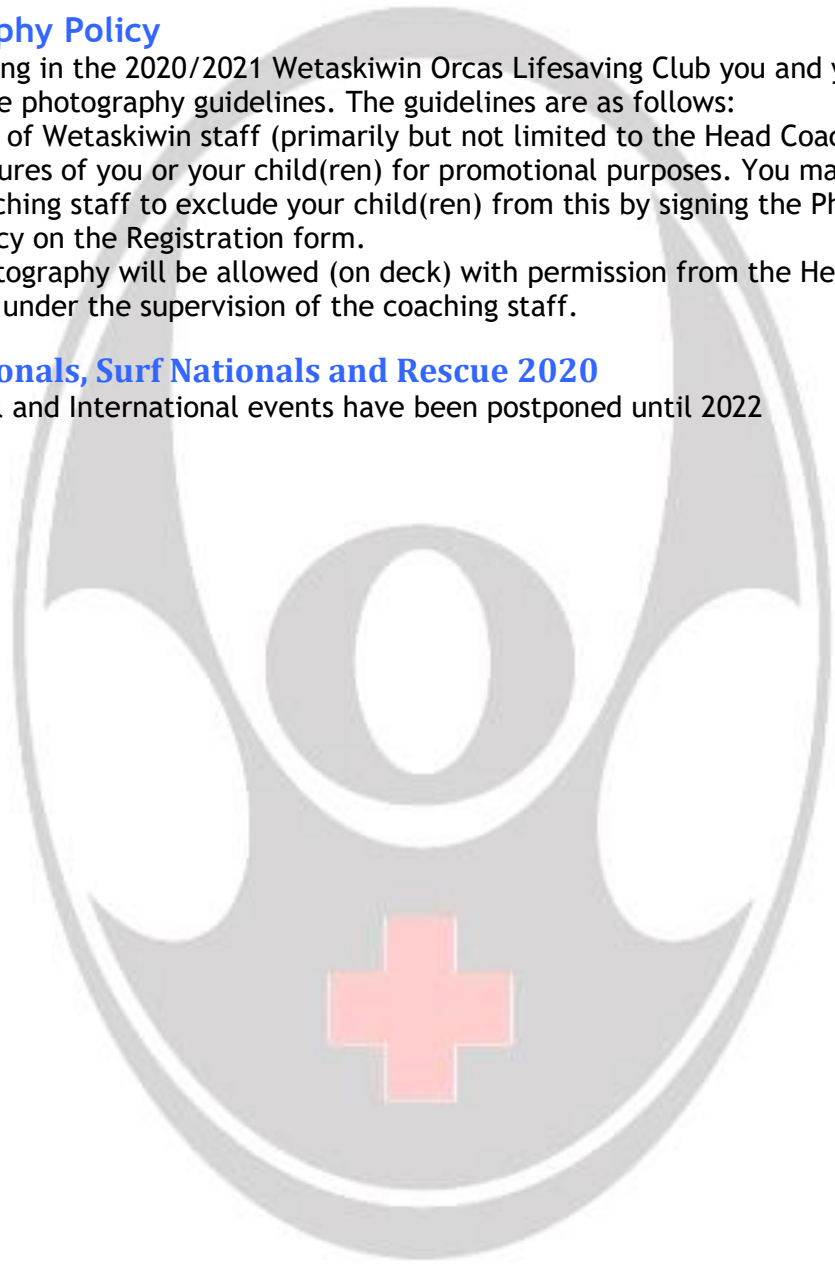 phy Policy
ng in the 2020/2021 Wetaskiwin Orcas Lifesaving Club you and y
e photography guidelines. The guidelines are as follows:
of Wetaskiwin staff (primarily but not limited to the Head Coac
ures of you or your child(ren) for promotional purposes. You ma
ching staff to exclude your child(ren) from this by signing the Ph
cy on the Registration form.
tography will be allowed (on deck) with permission from the He
under the supervision of the coaching staff.
onals, Surf Nationals and Rescue 2020
l and International events have been postponed until 2022